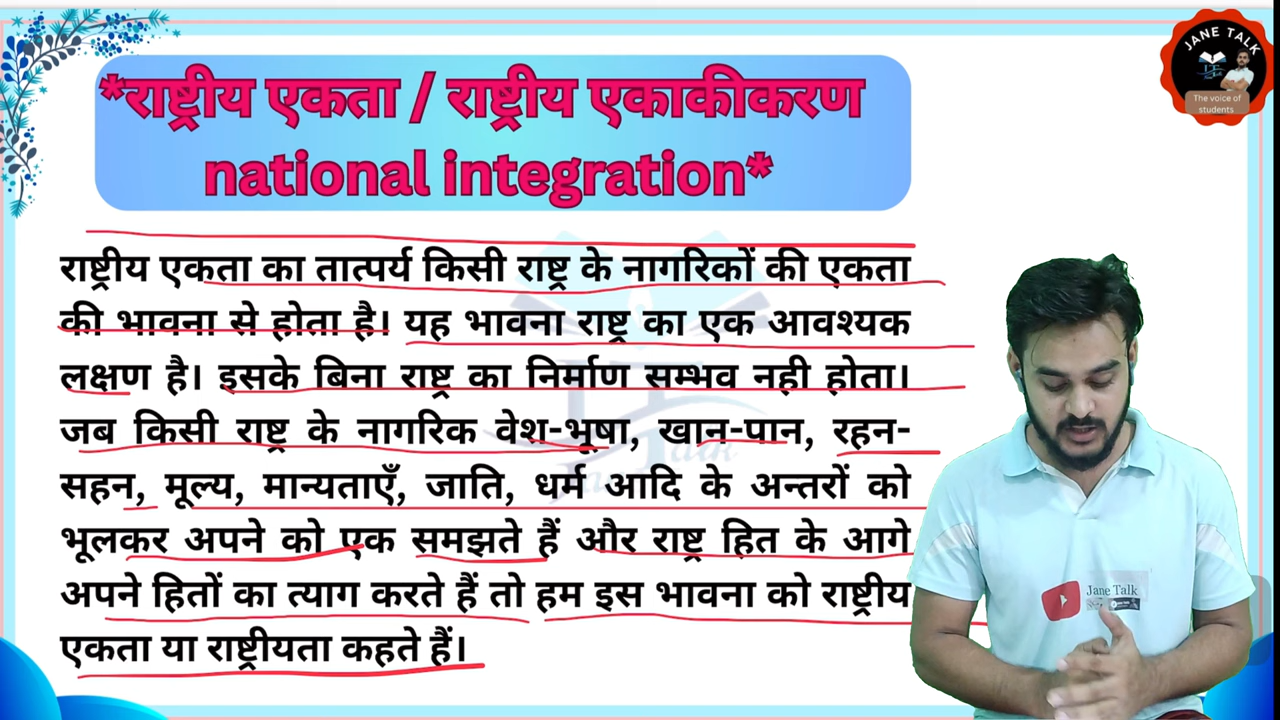 JANE TALK
The voice of
students
*राष्ट्रीय एकता / राष्ट्रीय एकाकीकरण
national integration*
राष्ट्रीय एकता का तात्पर्य किसी राष्ट्र के नागरिकों की एकता
की भावना से होता है। यह भावना राष्ट्र का एक आवश्यक
लक्षण है। इसके बिना राष्ट्र का निर्माण सम्भव नही होता।
जब किसी राष्ट्र के नागरिक वेश-भूषा, खान-पान, रहन-
सहन, मूल्य, मान्यताएँ, जाति, धर्म आदि के अन्तरों को
भूलकर अपने को एक समझते हैं और राष्ट्र हित के आगे
अपने हितों का त्याग करते हैं तो हम इस भावना को राष्ट्रीय
एकता या राष्ट्रीयता कहते हैं।
Jane Talk